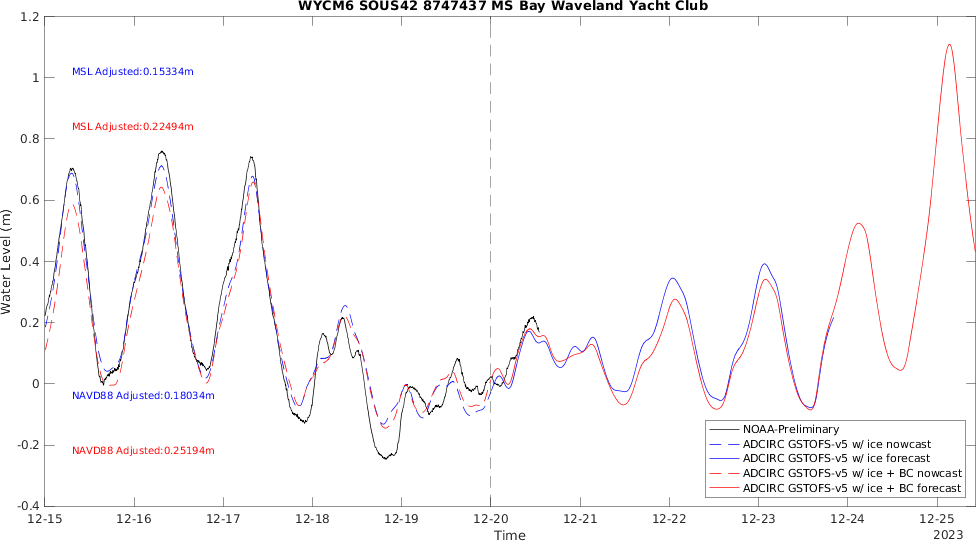 WYCM6 SOUS42 8747437 MS Bay Waveland Yacht Club
1.2
1
0.8
0.6
0.4
0.2
0
-0.2
-0.4
Water Level (m)
MSL Adjusted:0.15334m
MSL Adjusted:0.22494m
NAVD88 Adjusted:0.18034m
NAVD88 Adjusted:0.25194m
NOAA-Preliminary
ADCIRC GSTOFS-v5 w/ ice nowcast
ADCIRC GSTOFS-v5 w/ ice forecast
ADCIRC GSTOFS-v5 w/ ice + BC nowcast
ADCIRC GSTOFS-v5 w/ ice + BC forecast
12-15 12-16 12-17 12-18 12-19 12-20 12-21 12-22 12-23 12-24 12-25
Time
2023